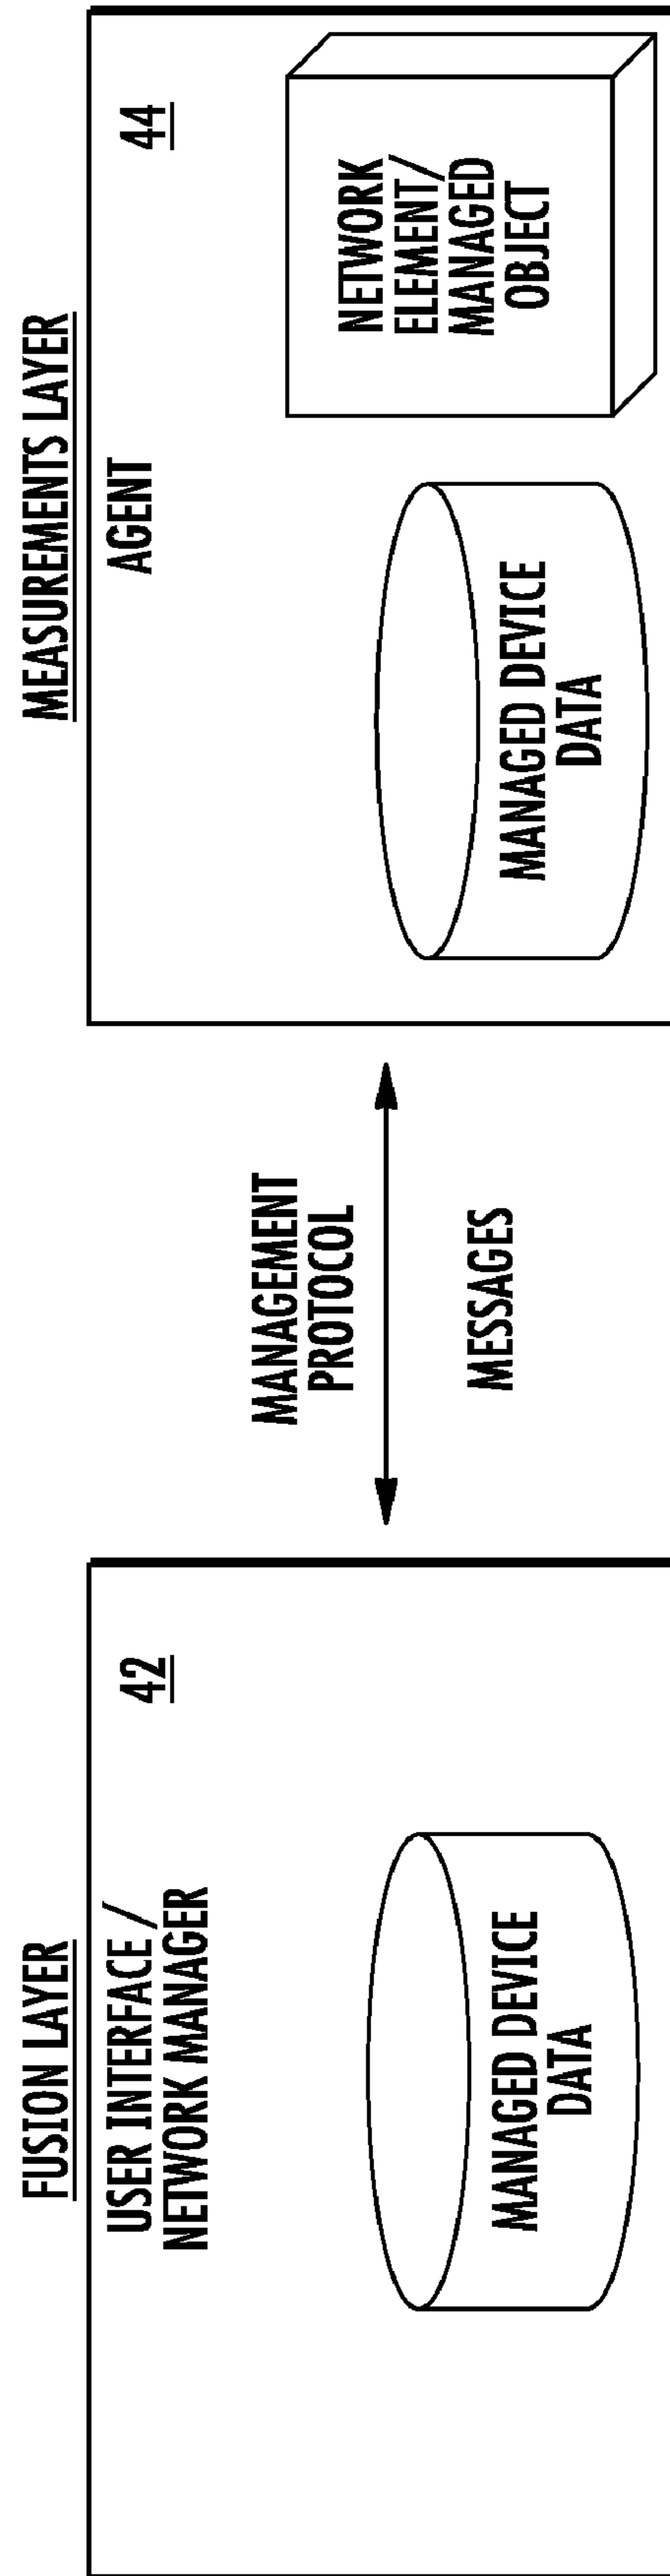 FUSION LAYER
USER INTERFACE /
NETWORK MANAGER
42
MANAGED DEVICE
DATA
MANAGEMENT
PROTOCOL
MESSAGES
MEASUREMENTS LAYER
AGENT
44
MANAGED DEVICE
DATA
NETWORK
ELEMENT/
MANAGED
OBJECT